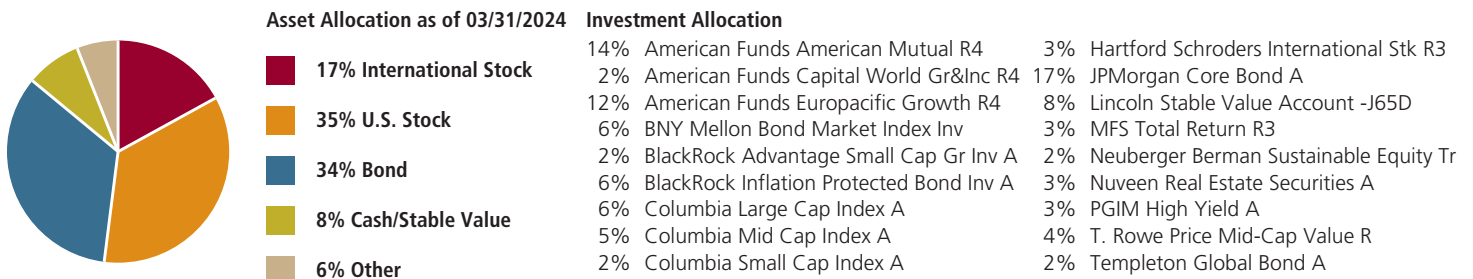 Asset Allocation as of 03/31/2024
17% International Stock
35% U.S. Stock
34% Bond
8% Cash/Stable Value
6% Other
Investment Allocation
14% American Funds American Mutual R4
2% American Funds Capital World Gr&Inc R4
12% American Funds Europacific Growth R4
6% BNY Mellon Bond Market Index Inv
2% BlackRock Advantage Small Cap Gr Inv A
6% BlackRock Inflation Protected Bond Inv A
6% Columbia Large Cap Index A
5% Columbia Mid Cap Index A
2% Columbia Small Cap Index A
3% Hartford Schroders International Stk R3
17% JPMorgan Core Bond A
8% Lincoln Stable Value Account -J65D
3% MFS Total Return R3
2% Neuberger Berman Sustainable Equity Tr
3% Nuveen Real Estate Securities A
3% PGIM High Yield A
4% T. Rowe Price Mid-Cap Value R
2% Templeton Global Bond A